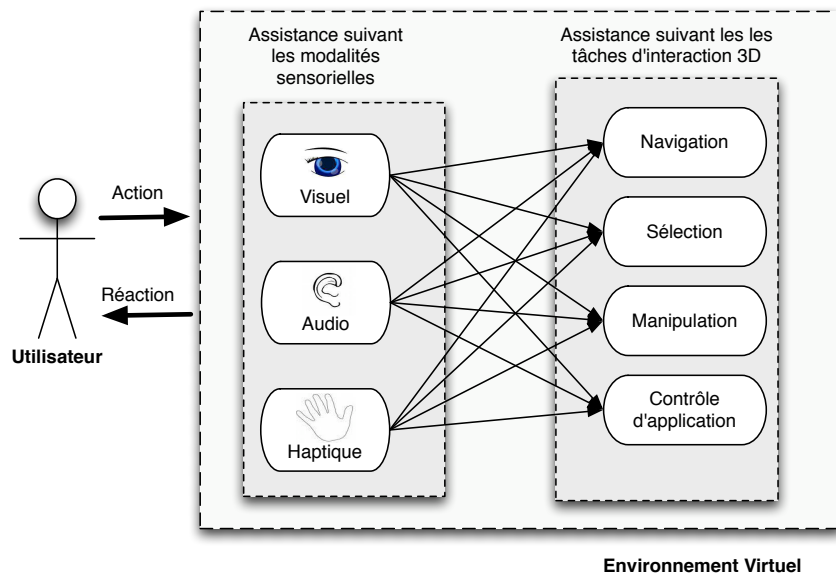 Assistance suivant
les modalités
sensorielles
Assistance suivant les les
tâches d'interaction 3D
Visuel
Audio
Haptique
Navigation
Sélection
Manipulation
Contrôle
d'application
Action
Réaction
Utilisateur
Environnement Virtuel